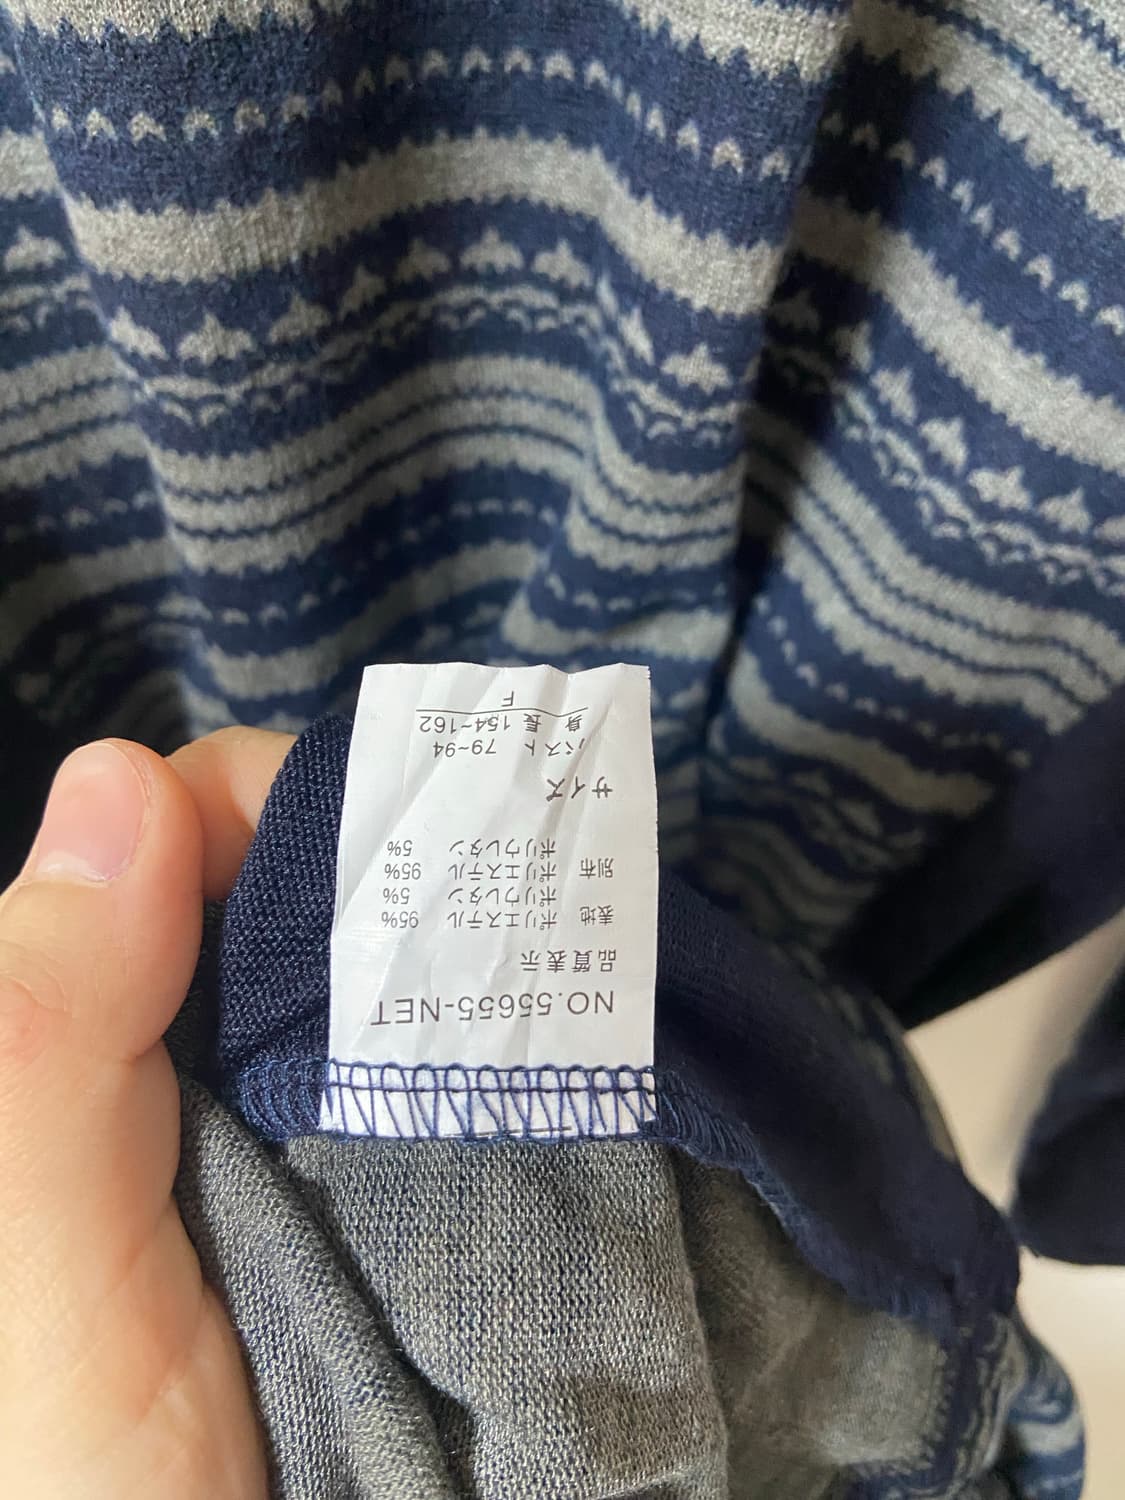 NO.55655-NET
品質表示
表地 ポリエステル 95%
ポリウレタン 5%
別布 ポリエステル 95%
ポリウレタン 5%
サイズ
バスト 79~94
身長 154~162
F